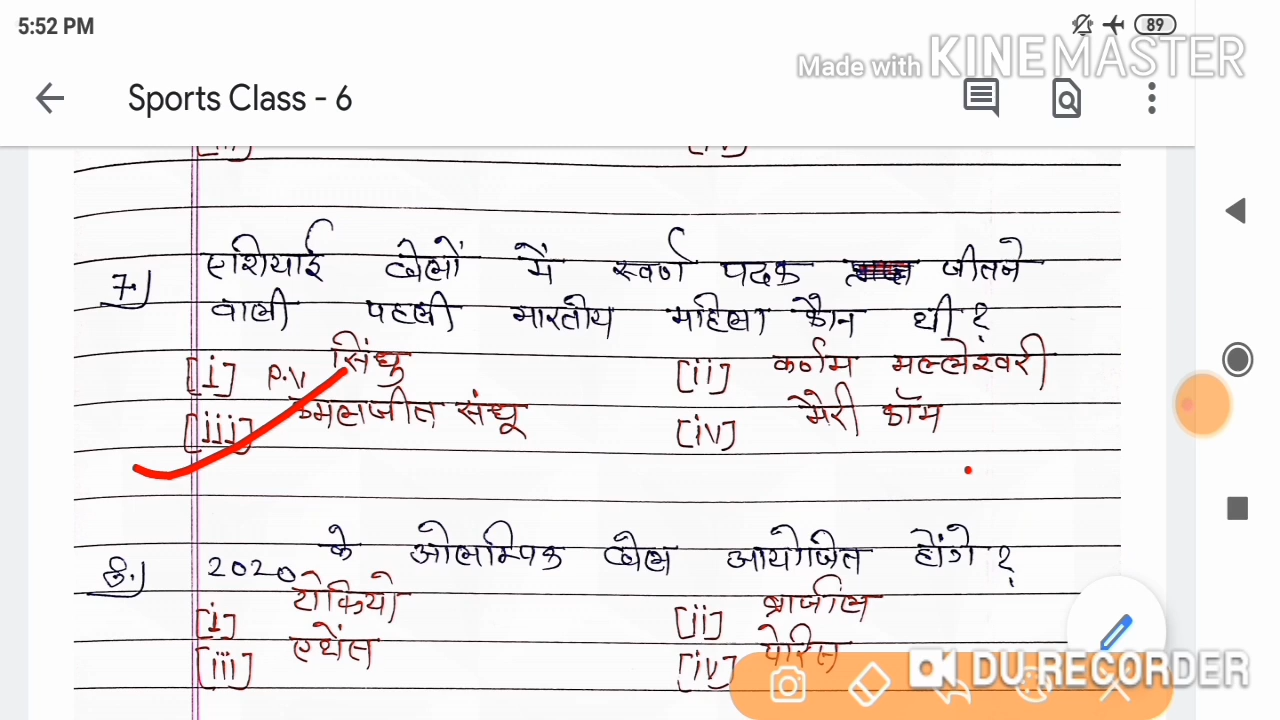 5:52 PM
89
Made with KINEMASTER
Sports Class - 6
7.) एशियाई खेलों में स्वर्ण पदक जीतने
वाली पहली भारतीय महिला कौन थी ?
[i] P.V सिंधु [ii] कर्णम मल्लेश्वरी
[iii] कमलजीत संधू [iv] मैरी कॉम
8.) 2020 के ओलम्पिक खेल आयोजित होंगे ?
[i] टोकियो [ii] ब्राजील
[iii] एथेंस [iv] पेरिस
DU RECORDER